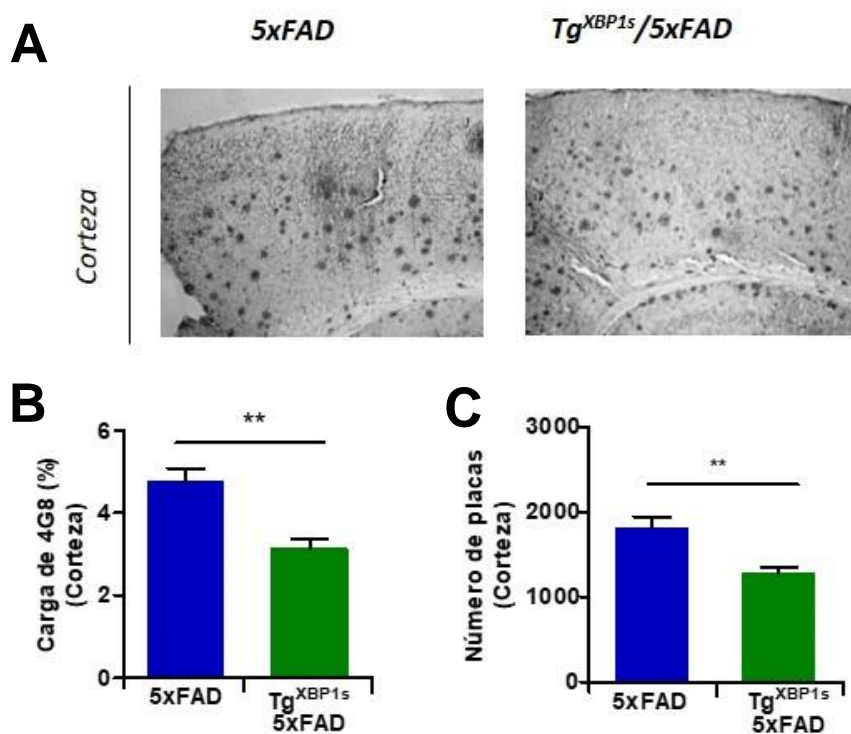 A
5xFAD
Tg^XBP1s/5xFAD
Corteza
B
Carga de 4G8 (%)
(Corteza)
6
4
2
0
**
5xFAD
Tg^XBP1s
5xFAD
C
Número de placas
(Corteza)
3000
2000
1000
0
**
5xFAD
Tg^XBP1s
5xFAD